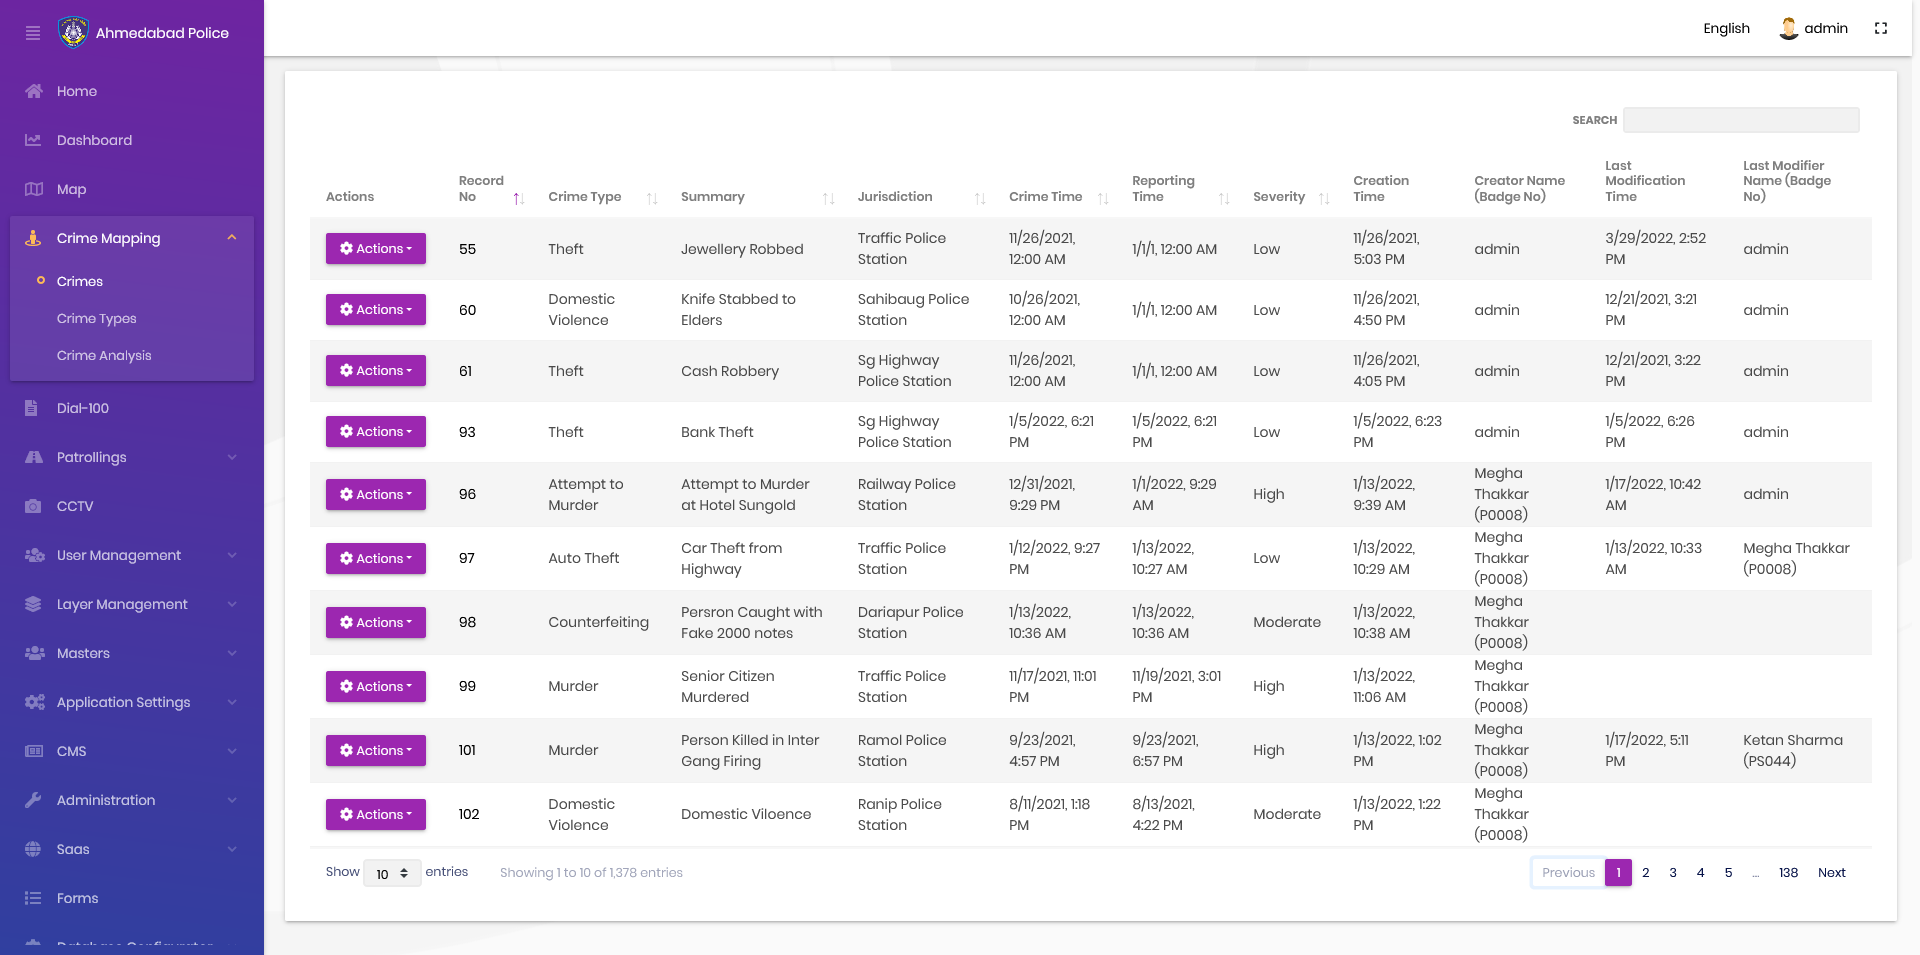 Ahmedabad Police
English
admin
Home
Dashboard
Map
Crime Mapping
Crimes
Crime Types
Crime Analysis
Dial-100
Patrollings
CCTV
User Management
Layer Management
Masters
Application Settings
CMS
Administration
Saas
Forms
Database Configurator
SEARCH
Actions
Record No
Crime Type
Summary
Jurisdiction
Crime Time
Reporting Time
Severity
Creation Time
Creator Name (Badge No)
Last Modification Time
Last Modifier Name (Badge No)
Actions 55 Theft Jewellery Robbed Traffic Police Station 11/26/2021, 12:00 AM 1/1/1, 12:00 AM Low 11/26/2021, 5:03 PM admin 3/29/2022, 2:52 PM admin
Actions 60 Domestic Violence Knife Stabbed to Elders Sahibaug Police Station 10/26/2021, 12:00 AM 1/1/1, 12:00 AM Low 11/26/2021, 4:50 PM admin 12/21/2021, 3:21 PM admin
Actions 61 Theft Cash Robbery Sg Highway Police Station 11/26/2021, 12:00 AM 1/1/1, 12:00 AM Low 11/26/2021, 4:05 PM admin 12/21/2021, 3:22 PM admin
Actions 93 Theft Bank Theft Sg Highway Police Station 1/5/2022, 6:21 PM 1/5/2022, 6:21 PM Low 1/5/2022, 6:23 PM admin 1/5/2022, 6:26 PM admin
Actions 96 Attempt to Murder Attempt to Murder at Hotel Sungold Railway Police Station 12/31/2021, 9:29 PM 1/1/2022, 9:29 AM High 1/13/2022, 9:39 AM Megha Thakkar (P0008) 1/17/2022, 10:42 AM admin
Actions 97 Auto Theft Car Theft from Highway Traffic Police Station 1/12/2022, 9:27 PM 1/13/2022, 10:27 AM Low 1/13/2022, 10:29 AM Megha Thakkar (P0008) 1/13/2022, 10:33 AM Megha Thakkar (P0008)
Actions 98 Counterfeiting Persron Caught with Fake 2000 notes Dariapur Police Station 1/13/2022, 10:36 AM 1/13/2022, 10:36 AM Moderate 1/13/2022, 10:38 AM Megha Thakkar (P0008)
Actions 99 Murder Senior Citizen Murdered Traffic Police Station 11/17/2021, 11:01 PM 11/19/2021, 3:01 PM High 1/13/2022, 11:06 AM Megha Thakkar (P0008)
Actions 101 Murder Person Killed in Inter Gang Firing Ramol Police Station 9/23/2021, 4:57 PM 9/23/2021, 6:57 PM High 1/13/2022, 1:02 PM Megha Thakkar (P0008) 1/17/2022, 5:11 PM Ketan Sharma (PS044)
Actions 102 Domestic Violence Domestic Viloence Ranip Police Station 8/11/2021, 1:18 PM 8/13/2021, 4:22 PM Moderate 1/13/2022, 1:22 PM Megha Thakkar (P0008)
Show 10 entries
Showing 1 to 10 of 1,378 entries
Previous 1 2 3 4 5 … 138 Next